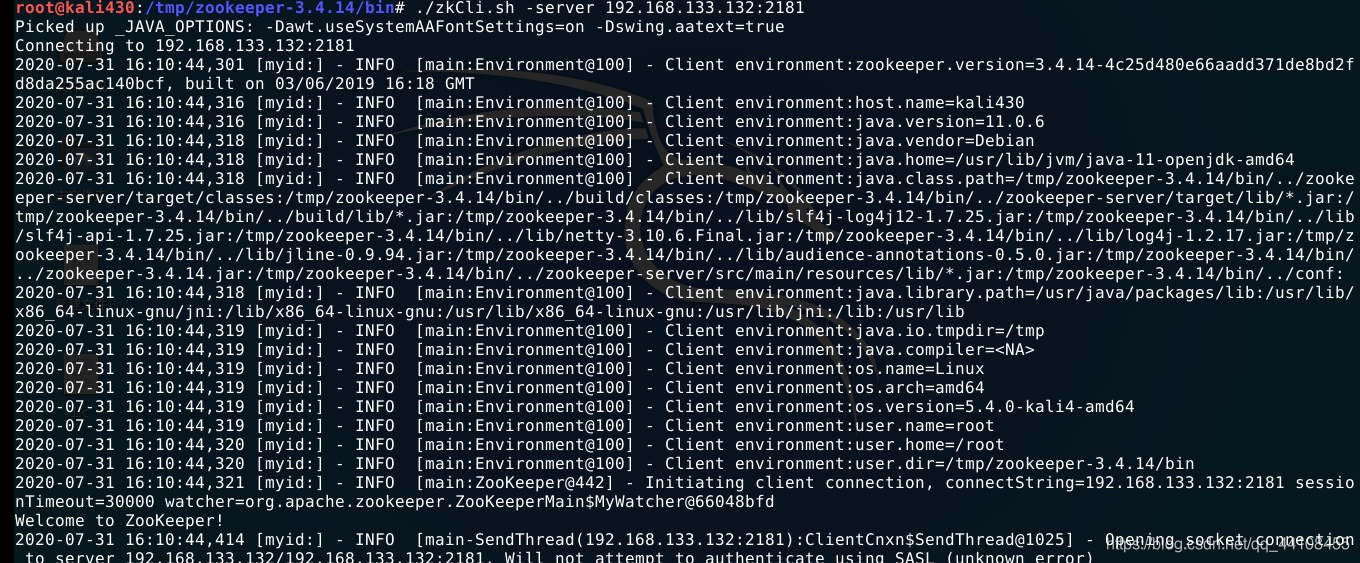 root@kali430:/tmp/zookeeper-3.4.14/bin# ./zkCli.sh -server 192.168.133.132:2181
Picked up _JAVA_OPTIONS: -Dawt.useSystemAAFontSettings=on -Dswing.aatext=true
Connecting to 192.168.133.132:2181
2020-07-31 16:10:44,301 [myid:] - INFO  [main:Environment@100] - Client environment:zookeeper.version=3.4.14-4c25d480e66aadd371de8bd2f
d8da255ac140bcf, built on 03/06/2019 16:18 GMT
2020-07-31 16:10:44,316 [myid:] - INFO  [main:Environment@100] - Client environment:host.name=kali430
2020-07-31 16:10:44,316 [myid:] - INFO  [main:Environment@100] - Client environment:java.version=11.0.6
2020-07-31 16:10:44,318 [myid:] - INFO  [main:Environment@100] - Client environment:java.vendor=Debian
2020-07-31 16:10:44,318 [myid:] - INFO  [main:Environment@100] - Client environment:java.home=/usr/lib/jvm/java-11-openjdk-amd64
2020-07-31 16:10:44,318 [myid:] - INFO  [main:Environment@100] - Client environment:java.class.path=/tmp/zookeeper-3.4.14/bin/../zooke
eper-server/target/classes:/tmp/zookeeper-3.4.14/bin/../build/classes:/tmp/zookeeper-3.4.14/bin/../zookeeper-server/target/lib/*.jar:/
tmp/zookeeper-3.4.14/bin/../build/lib/*.jar:/tmp/zookeeper-3.4.14/bin/../lib/slf4j-log4j12-1.7.25.jar:/tmp/zookeeper-3.4.14/bin/../lib
/slf4j-api-1.7.25.jar:/tmp/zookeeper-3.4.14/bin/../lib/netty-3.10.6.Final.jar:/tmp/zookeeper-3.4.14/bin/../lib/log4j-1.2.17.jar:/tmp/z
ookeeper-3.4.14/bin/../lib/jline-0.9.94.jar:/tmp/zookeeper-3.4.14/bin/../lib/audience-annotations-0.5.0.jar:/tmp/zookeeper-3.4.14/bin/
../zookeeper-3.4.14.jar:/tmp/zookeeper-3.4.14/bin/../zookeeper-server/src/main/resources/lib/*.jar:/tmp/zookeeper-3.4.14/bin/../conf:
2020-07-31 16:10:44,318 [myid:] - INFO  [main:Environment@100] - Client environment:java.library.path=/usr/java/packages/lib:/usr/lib/
x86_64-linux-gnu/jni:/lib/x86_64-linux-gnu:/usr/lib/x86_64-linux-gnu:/usr/lib/jni:/lib:/usr/lib
2020-07-31 16:10:44,319 [myid:] - INFO  [main:Environment@100] - Client environment:java.io.tmpdir=/tmp
2020-07-31 16:10:44,319 [myid:] - INFO  [main:Environment@100] - Client environment:java.compiler=<NA>
2020-07-31 16:10:44,319 [myid:] - INFO  [main:Environment@100] - Client environment:os.name=Linux
2020-07-31 16:10:44,319 [myid:] - INFO  [main:Environment@100] - Client environment:os.arch=amd64
2020-07-31 16:10:44,319 [myid:] - INFO  [main:Environment@100] - Client environment:os.version=5.4.0-kali4-amd64
2020-07-31 16:10:44,319 [myid:] - INFO  [main:Environment@100] - Client environment:user.name=root
2020-07-31 16:10:44,320 [myid:] - INFO  [main:Environment@100] - Client environment:user.home=/root
2020-07-31 16:10:44,320 [myid:] - INFO  [main:Environment@100] - Client environment:user.dir=/tmp/zookeeper-3.4.14/bin
2020-07-31 16:10:44,321 [myid:] - INFO  [main:ZooKeeper@442] - Initiating client connection, connectString=192.168.133.132:2181 sessio
nTimeout=30000 watcher=org.apache.zookeeper.ZooKeeperMain$MyWatcher@66048bfd
Welcome to ZooKeeper!
2020-07-31 16:10:44,414 [myid:] - INFO  [main-SendThread(192.168.133.132:2181):ClientCnxn$SendThread@1025] - Opening socket connection
 to server 192.168.133.132/192.168.133.132:2181. Will not attempt to authenticate using SASL (unknown error)